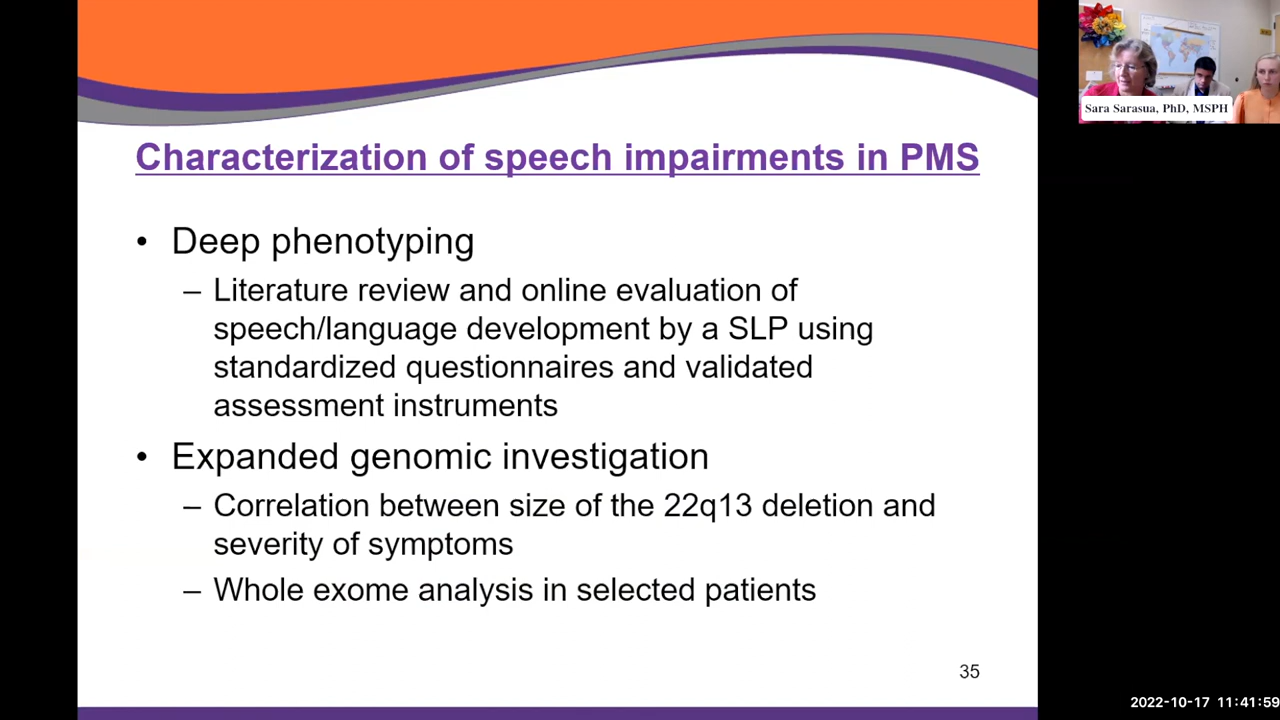 Sara Sarasua, PhD, MSPH
Characterization of speech impairments in PMS
• Deep phenotyping
– Literature review and online evaluation of
speech/language development by a SLP using
standardized questionnaires and validated
assessment instruments
• Expanded genomic investigation
– Correlation between size of the 22q13 deletion and
severity of symptoms
– Whole exome analysis in selected patients
35
2022-10-17 11:41:59